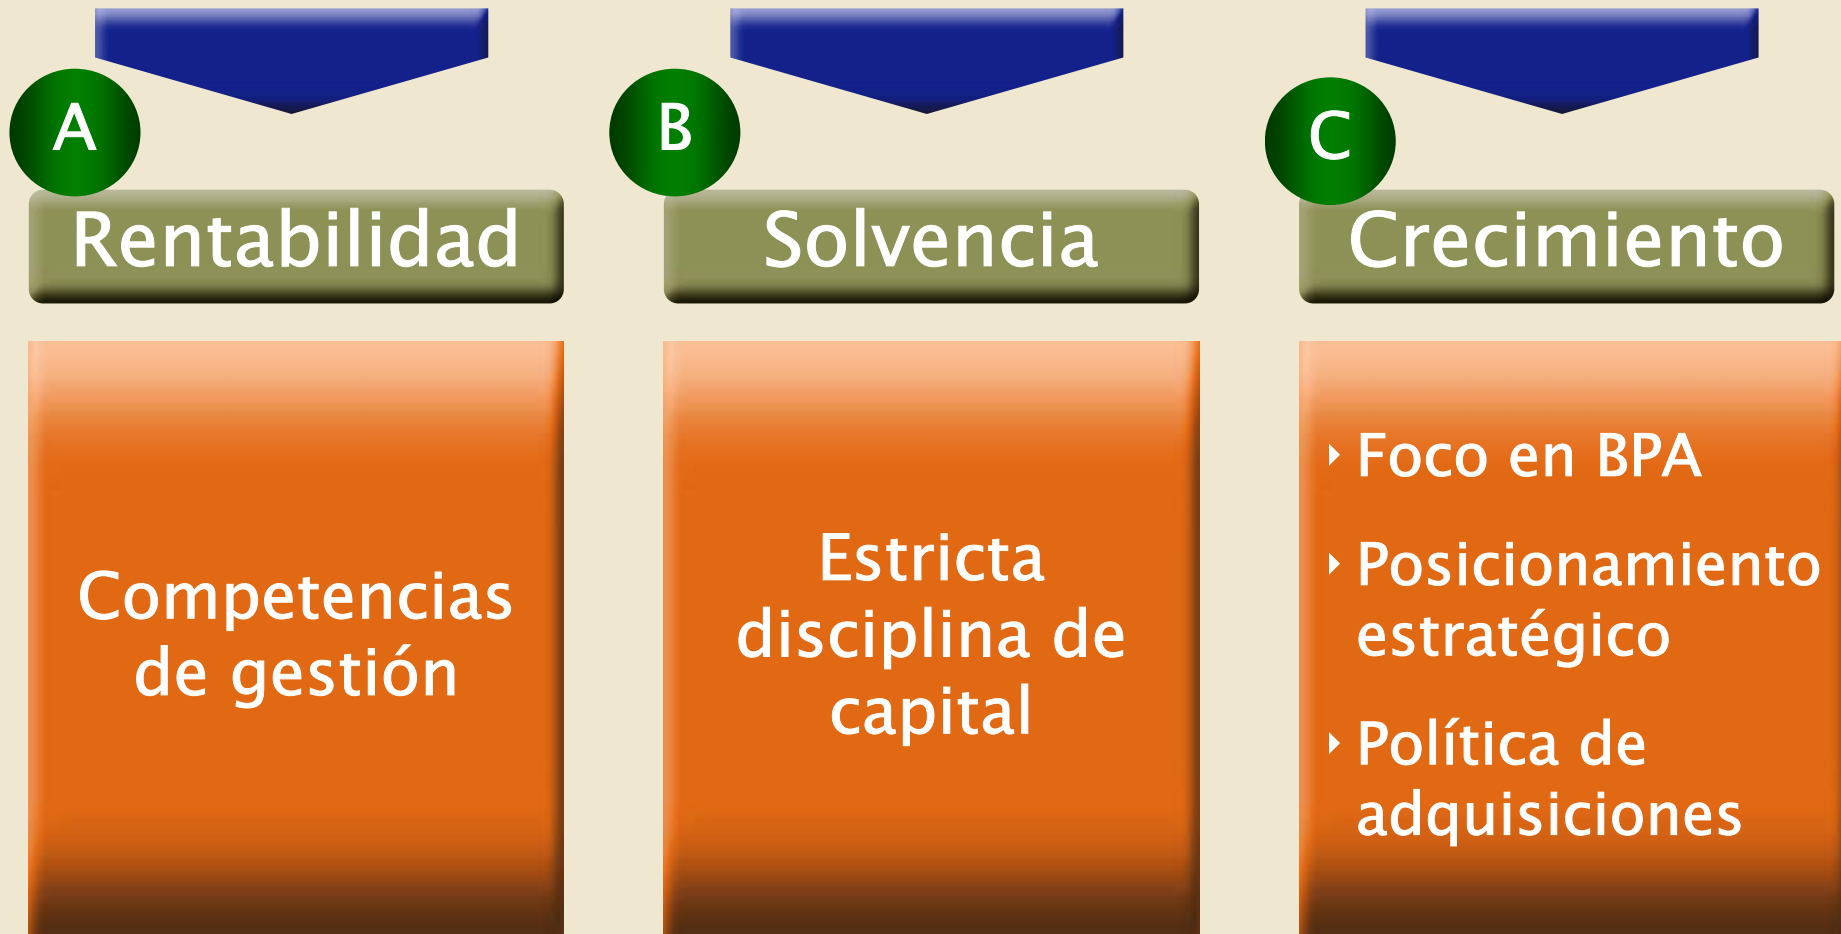 A
Rentabilidad
Competencias
de gestión
B
Solvencia
Estricta
disciplina de
capital
C
Crecimiento
‣ Foco en BPA
‣ Posicionamiento
estratégico
‣ Política de
adquisiciones